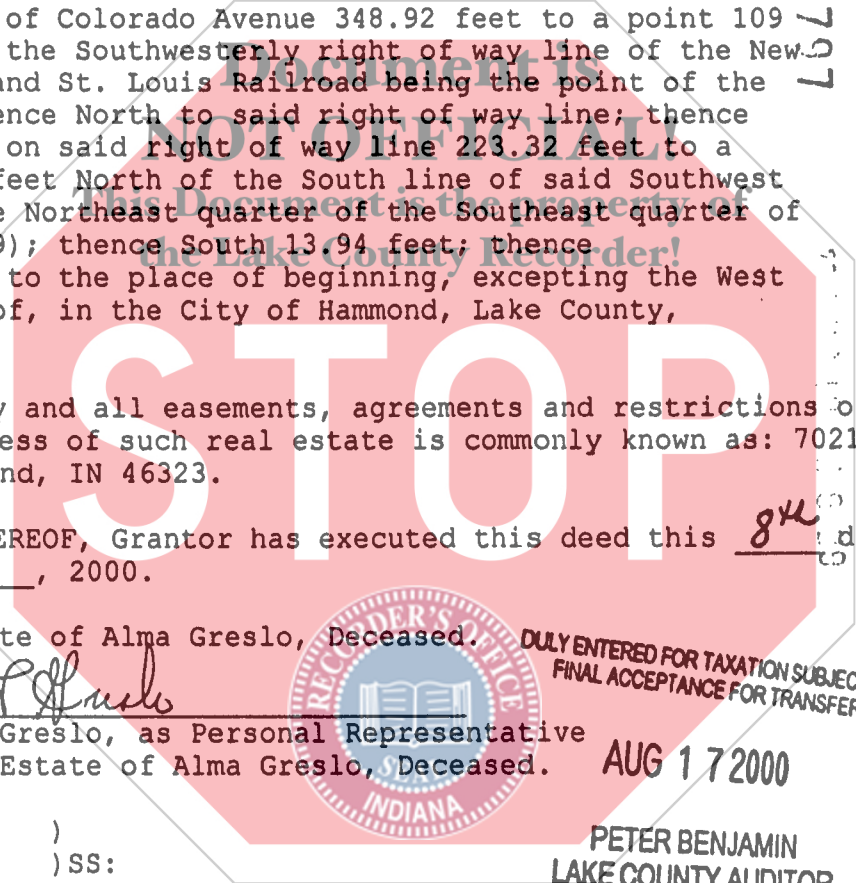 of Colorado Avenue 348.92 feet to a point 109
the Southwesterly right of way line of the New
and St. Louis Railroad being the point of the
ence North to said right of way line; thence
on said right of way line 223.32 feet to a
feet North of the South line of said Southwest
e Northeast quarter of the Southeast quarter of
9); thence South 13.94 feet; thence
to the place of beginning, excepting the West
of, in the City of Hammond, Lake County,
Document is
NOT OFFICIAL!
This Document is the property of
the Lake County Recorder!
STOP
y and all easements, agreements and restrictions o
ess of such real estate is commonly known as: 7021
nd, IN 46323.
EREOF, Grantor has executed this deed this 8th d
, 2000.
te of Alma Greslo, Deceased.
Greslo, as Personal Representative
Estate of Alma Greslo, Deceased.
RECORDER'S OFFICE
SEAL
INDIANA
DULY ENTERED FOR TAXATION SUBJEC
FINAL ACCEPTANCE FOR TRANSFER
AUG 17 2000
PETER BENJAMIN
LAKE COUNTY AUDITOR
)
)SS: